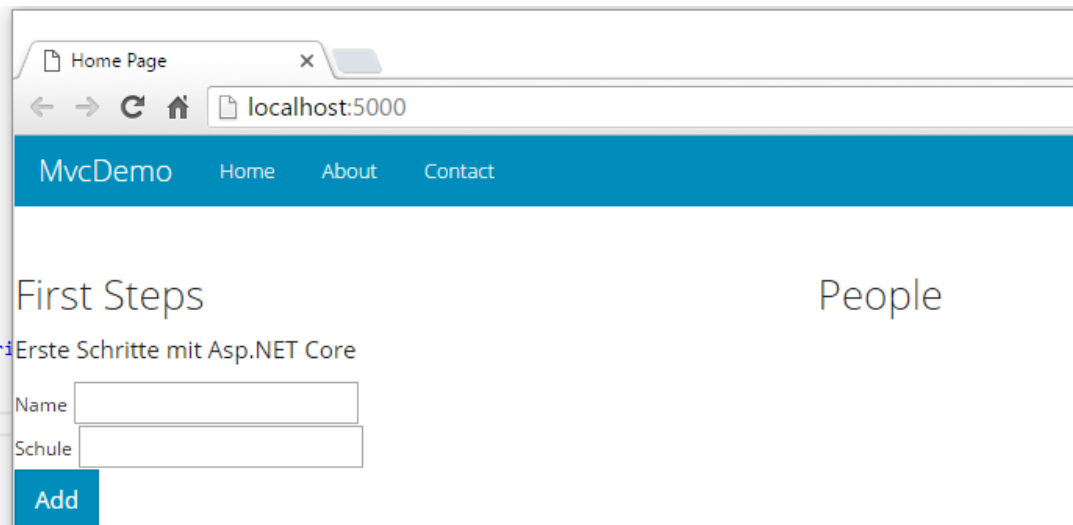 Home Page
localhost:5000
MvcDemo Home About Contact
First Steps
People
Erste Schritte mit Asp.NET Core
Name
Schule
Add